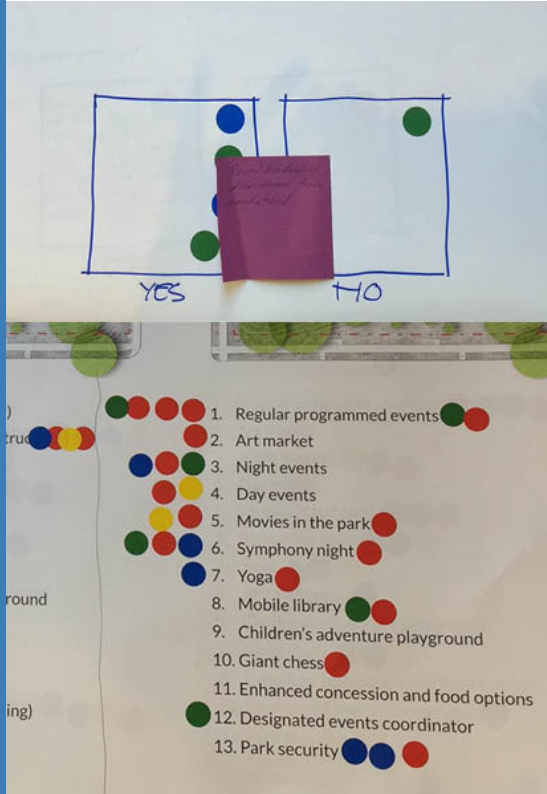 YES
NO
)
truc
round
ing)
1. Regular programmed events
2. Art market
3. Night events
4. Day events
5. Movies in the park
6. Symphony night
7. Yoga
8. Mobile library
9. Children's adventure playground
10. Giant chess
11. Enhanced concession and food options
12. Designated events coordinator
13. Park security